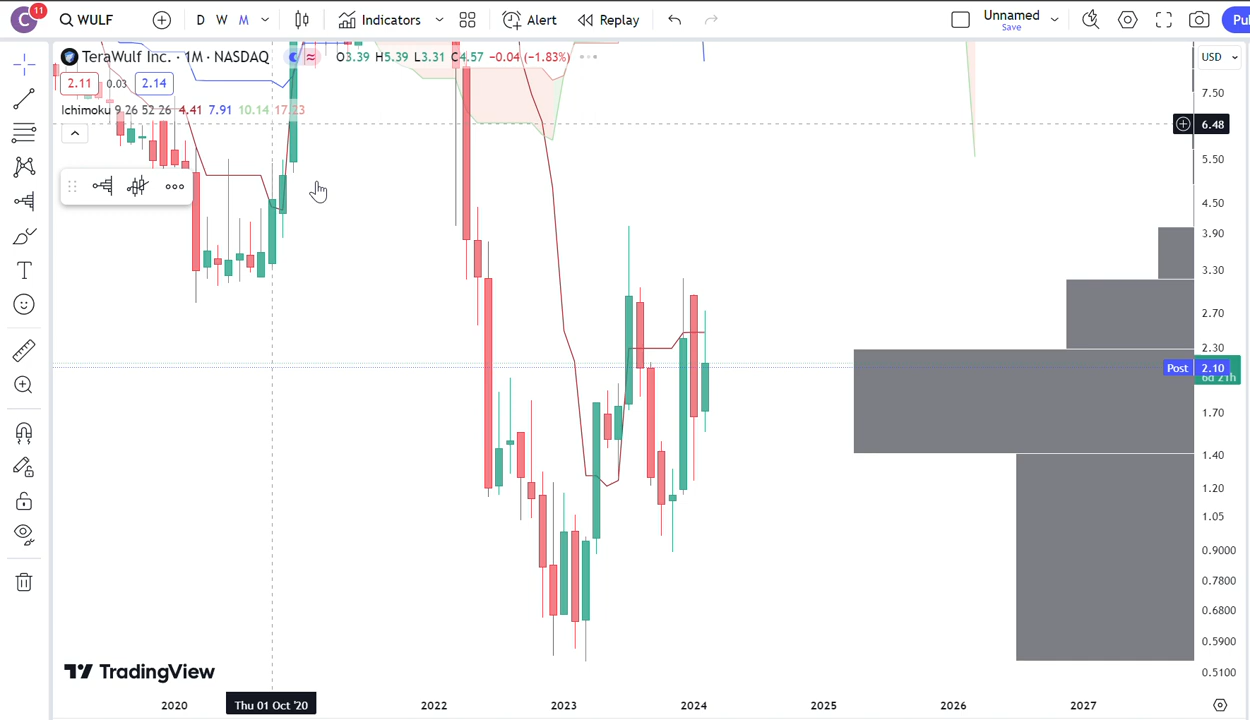 C 11 WULF D W M Indicators Alert Replay Unnamed Save Pu
TeraWulf Inc. · 1M · NASDAQ O3.39 H5.39 L3.31 C4.57 −0.04 (−1.83%) USD
2.11 0.03 2.14
7.50
Ichimoku 9 26 52 26 4.41 7.91 10.14 17.23
6.48
5.50
4.50
3.90
3.30
2.70
2.30
Post 2.10
6d 21h
1.70
1.40
1.20
1.05
0.9000
0.7800
0.6800
0.5900
0.5100
TradingView
2020 Thu 01 Oct '20 2022 2023 2024 2025 2026 2027